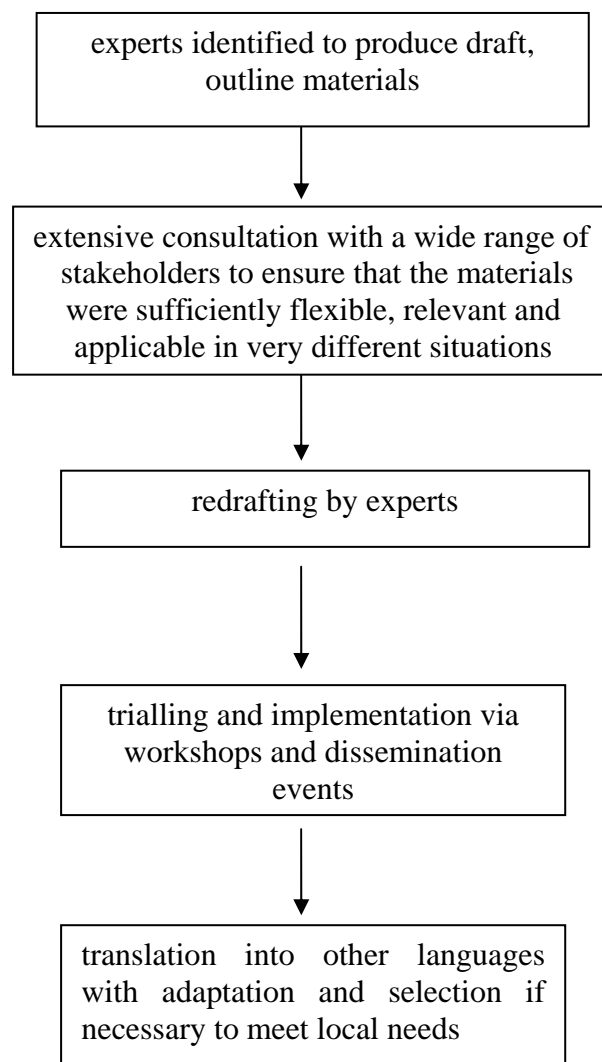 experts identified to produce draft,
outline materials
extensive consultation with a wide range of
stakeholders to ensure that the materials
were sufficiently flexible, relevant and
applicable in very different situations
redrafting by experts
trialling and implementation via
workshops and dissemination
events
translation into other languages
with adaptation and selection if
necessary to meet local needs